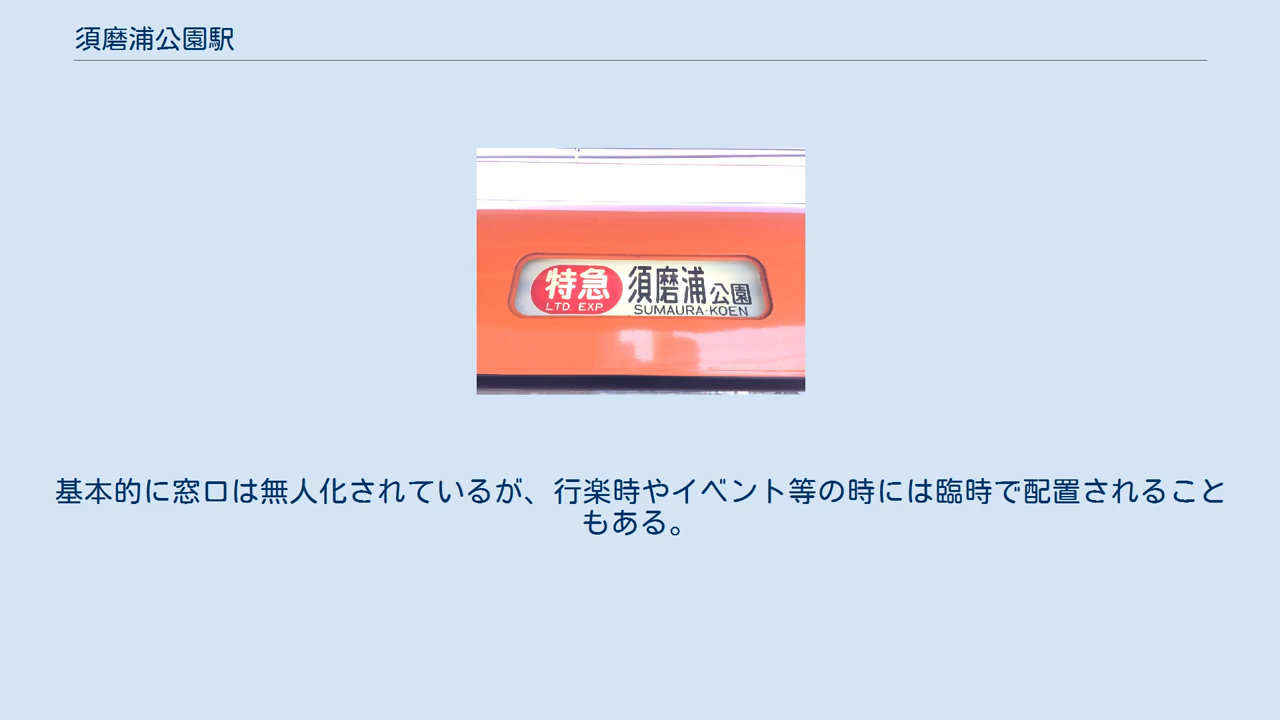 須磨浦公園駅
特急 須磨浦公園
LTD. EXP. SUMAURA-KOEN
基本的に窓口は無人化されているが、行楽時やイベント等の時には臨時で配置されること
もある。